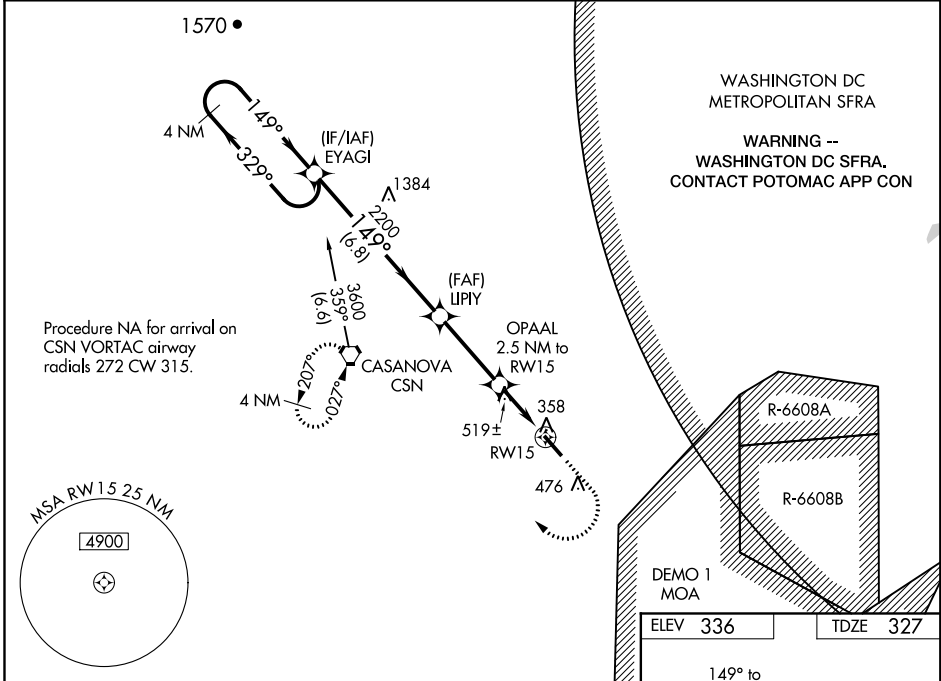 1570
WASHINGTON DC
METROPOLITAN SFRA
WARNING --
WASHINGTON DC SFRA.
CONTACT POTOMAC APP CON
4 NM
149°
329°
(IF/IAF)
EYAGI
1384
2200
149°
(6.8)
(FAF)
LIPIY
3600
359°
(6.6)
Procedure NA for arrival on
CSN VORTAC airway
radials 272 CW 315.
OPAAL
2.5 NM to
RW15
CASANOVA
CSN
207°
027°
4 NM
519±
358
RW15
476
R-6608A
R-6608B
MSA RW15 25 NM
4900
DEMO 1
MOA
ELEV 336
TDZE 327
149° to